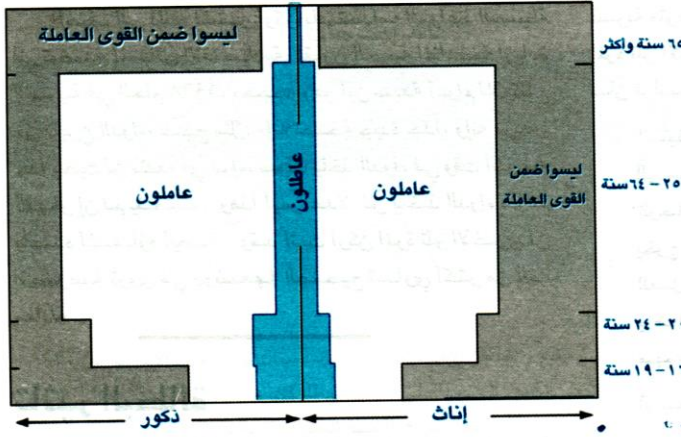 ليسوا ضمن القوى العاملة
٦٥ سنة واكثر
عاملون
عاطلون
عاملون
ليسوا ضمن
القوى العاملة
٢٥ – ٦٤ سنة
٢٤ سنة
١٩ سنة
ذكور
إناث